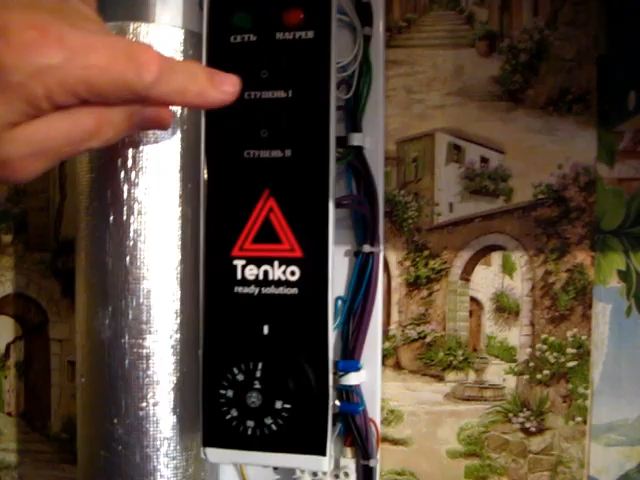 СЕТЬ НАГРЕВ
СТУПЕНЬ I
СТУПЕНЬ II
Tenko
ready solution